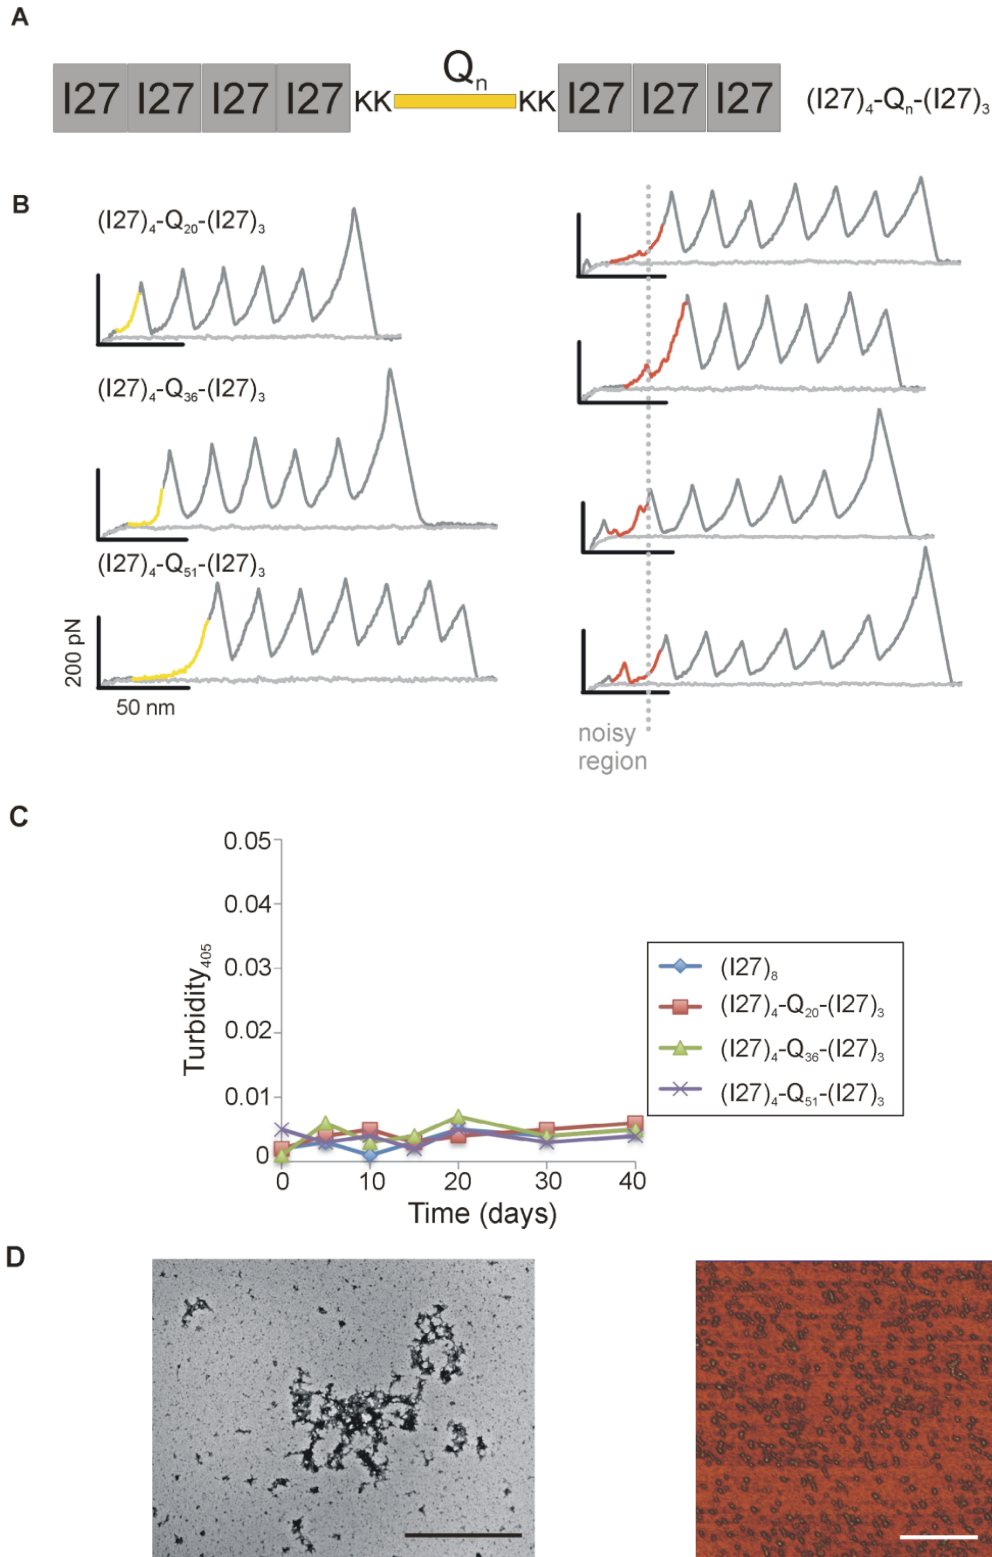 A
I27 I27 I27 I27 KK Qₙ KK I27 I27 I27 (I27)₄-Qₙ-(I27)₃
B
(I27)₄-Q₂₀-(I27)₃
(I27)₄-Q₃₆-(I27)₃
(I27)₄-Q₅₁-(I27)₃
200 pN
50 nm
noisy
region
C
0.05
0.04
0.03
0.02
0.01
0
Turbidity₄₀₅
0 10 20 30 40
Time (days)
(I27)₈
(I27)₄-Q₂₀-(I27)₃
(I27)₄-Q₃₆-(I27)₃
(I27)₄-Q₅₁-(I27)₃
D